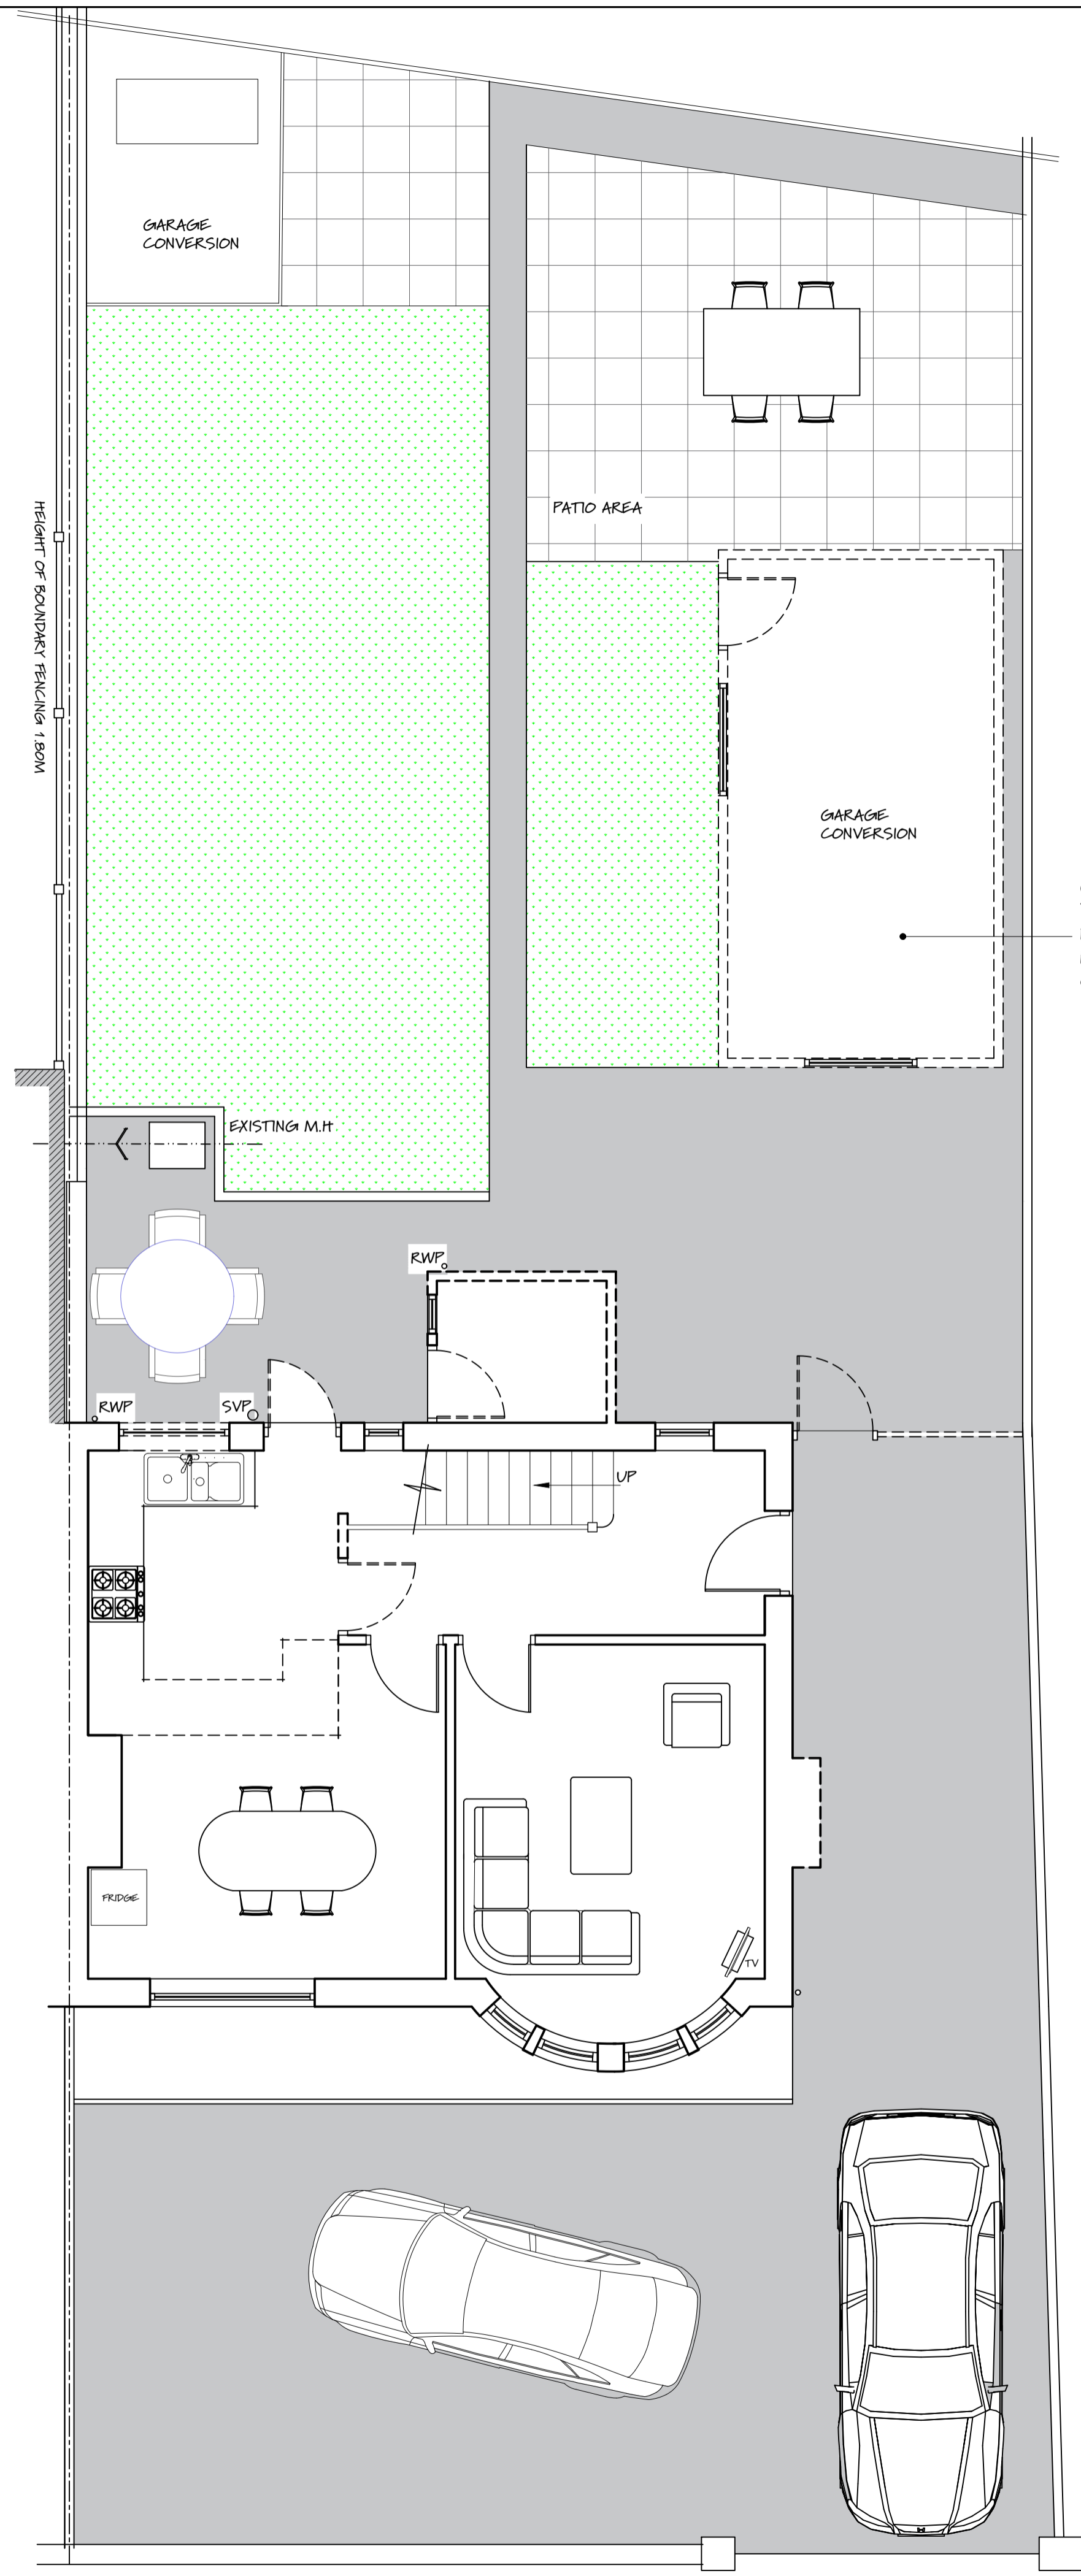 GARAGE
CONVERSION
HEIGHT OF BOUNDARY FENCING 1.80M
PATIO AREA
GARAGE
CONVERSION
EXISTING M.H
RWP
RWP
SVP
UP
FRIDGE
TV